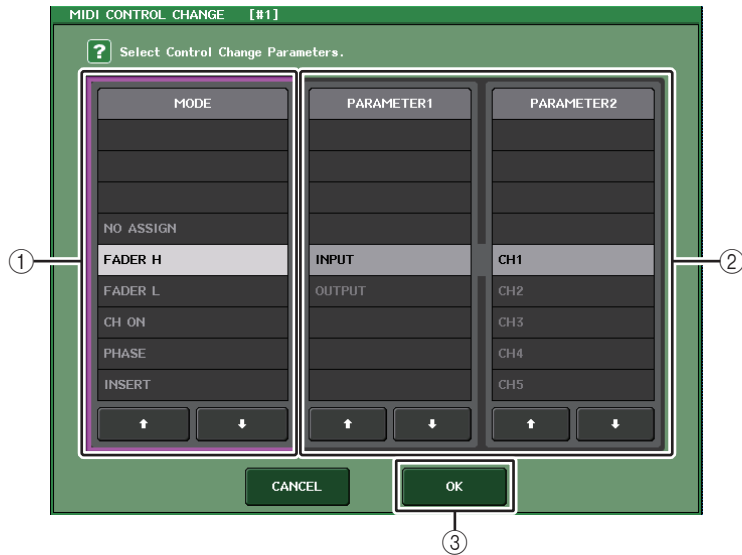 MIDI CONTROL CHANGE [#1]
? Select Control Change Parameters.
MODE
NO ASSIGN
FADER H
FADER L
CH ON
PHASE
INSERT
PARAMETER1
INPUT
OUTPUT
PARAMETER2
CH1
CH2
CH3
CH4
CH5
①
②
CANCEL
OK
③